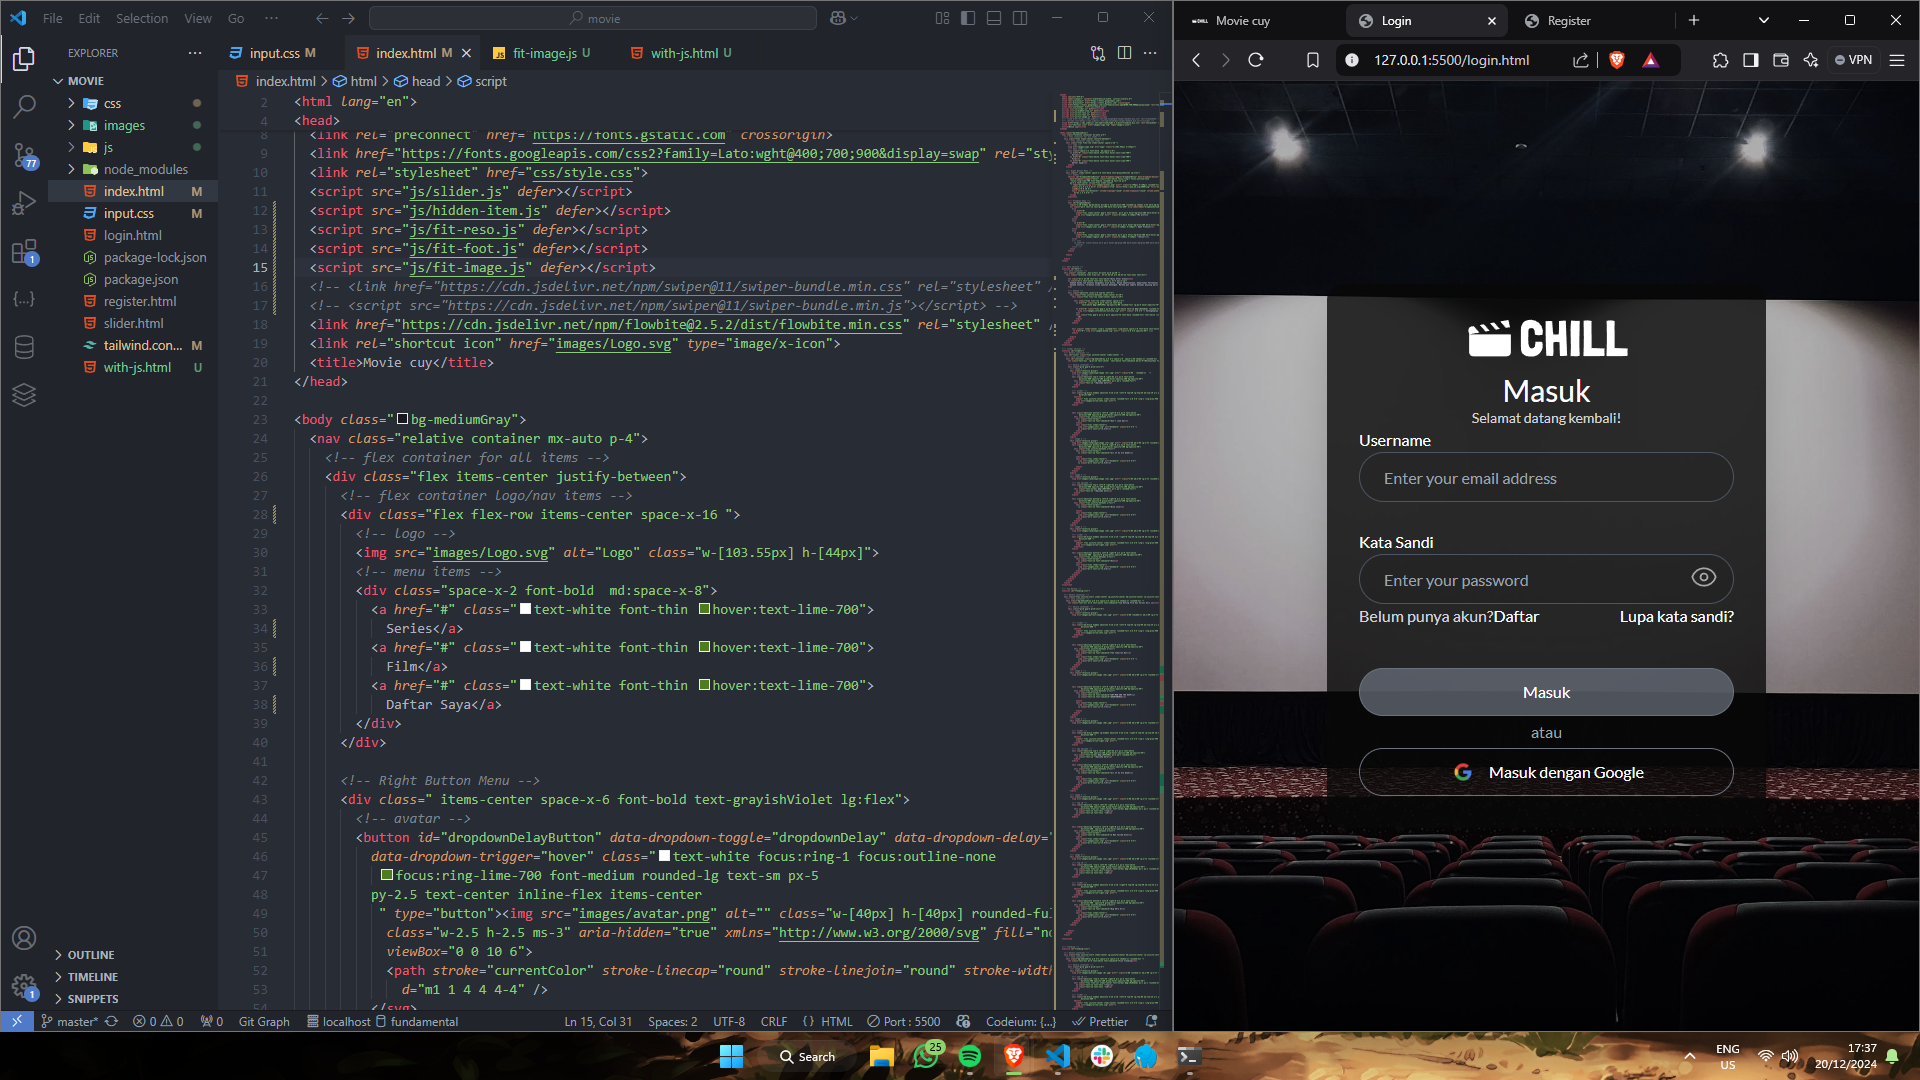 File Edit Selection View Go ···
movie
EXPLORER
MOVIE
css
images
js
node_modules
index.html M
input.css M
login.html
package-lock.json
package.json
register.html
slider.html
tailwind.con... M
with-js.html U
OUTLINE
TIMELINE
SNIPPETS
77
1
1
input.css M
index.html M
fit-image.js U
with-js.html U
index.html > html > head > script
2 <html lang="en">
4 <head>
8 <link rel="preconnect" href="https://fonts.gstatic.com" crossorigin>
9 <link href="https://fonts.googleapis.com/css2?family=Lato:wght@400;700;900&display=swap" rel="sty
10 <link rel="stylesheet" href="css/style.css">
11 <script src="js/slider.js" defer></script>
12 <script src="js/hidden-item.js" defer></script>
13 <script src="js/fit-reso.js" defer></script>
14 <script src="js/fit-foot.js" defer></script>
15 <script src="js/fit-image.js" defer></script>
16 <!-- <link href="https://cdn.jsdelivr.net/npm/swiper@11/swiper-bundle.min.css" rel="stylesheet" /
17 <!-- <script src="https://cdn.jsdelivr.net/npm/swiper@11/swiper-bundle.min.js"></script> -->
18 <link href="https://cdn.jsdelivr.net/npm/flowbite@2.5.2/dist/flowbite.min.css" rel="stylesheet" /
19 <link rel="shortcut icon" href="images/Logo.svg" type="image/x-icon">
20 <title>Movie cuy</title>
21 </head>
22
23 <body class="bg-mediumGray">
24 <nav class="relative container mx-auto p-4">
25 <!-- flex container for all items -->
26 <div class="flex items-center justify-between">
27 <!-- flex container logo/nav items -->
28 <div class="flex flex-row items-center space-x-16 ">
29 <!-- logo -->
30 <img src="images/Logo.svg" alt="Logo" class="w-[103.55px] h-[44px]">
31 <!-- menu items -->
32 <div class="space-x-2 font-bold  md:space-x-8">
33 <a href="#" class="text-white font-thin hover:text-lime-700">
34 Series</a>
35 <a href="#" class="text-white font-thin hover:text-lime-700">
36 Film</a>
37 <a href="#" class="text-white font-thin hover:text-lime-700">
38 Daftar Saya</a>
39 </div>
40 </div>
41
42 <!-- Right Button Menu -->
43 <div class=" items-center space-x-6 font-bold text-grayishViolet lg:flex">
44 <!-- avatar -->
45 <button id="dropdownDelayButton" data-dropdown-toggle="dropdownDelay" data-dropdown-delay="
46 data-dropdown-trigger="hover" class="text-white focus:ring-1 focus:outline-none
47 focus:ring-lime-700 font-medium rounded-lg text-sm px-5
48 py-2.5 text-center inline-flex items-center
49 " type="button"><img src="images/avatar.png" alt="" class="w-[40px] h-[40px] rounded-ful
50 class="w-2.5 h-2.5 ms-3" aria-hidden="true" xmlns="http://www.w3.org/2000/svg" fill="no
51 viewBox="0 0 10 6">
52 <path stroke="currentColor" stroke-linecap="round" stroke-linejoin="round" stroke-width
53 d="m1 1 4 4 4-4" />
54 </svg>
master* 0 0 0 Git Graph localhost fundamental
Ln 15, Col 31 Spaces: 2 UTF-8 CRLF HTML Port : 5500 Codeium: {...} Prettier
Movie cuy
Login
Register
127.0.0.1:5500/login.html
VPN
CHILL
Masuk
Selamat datang kembali!
Username
Enter your email address
Kata Sandi
Enter your password
Belum punya akun?Daftar
Lupa kata sandi?
Masuk
atau
Masuk dengan Google
Search
25
ENG
US
17:37
20/12/2024